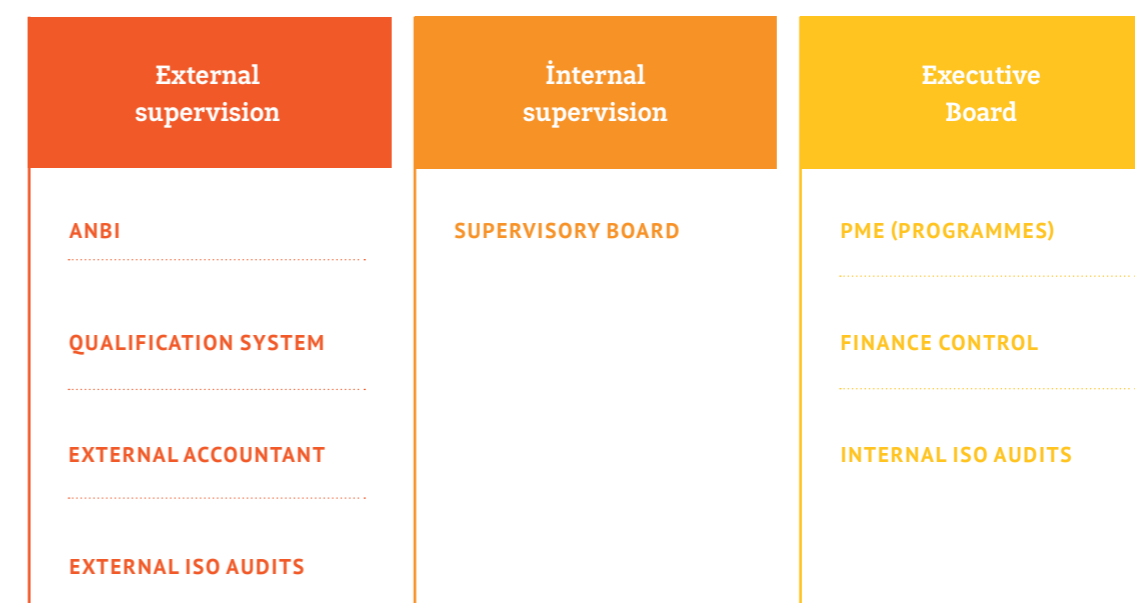 External
supervision
ANBI
QUALIFICATION SYSTEM
EXTERNAL ACCOUNTANT
EXTERNAL ISO AUDITS
İnternal
supervision
SUPERVISORY BOARD
Executive
Board
PME (PROGRAMMES)
FINANCE CONTROL
INTERNAL ISO AUDITS